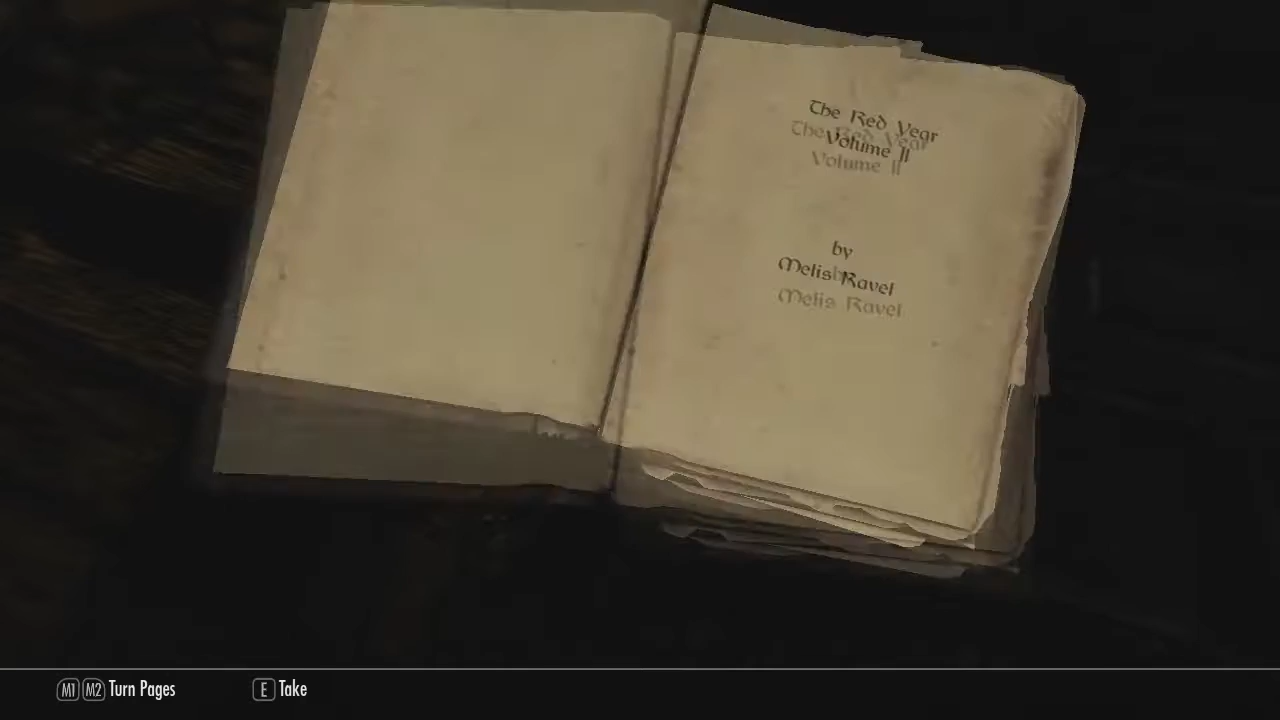 The Red Year
Volume II
by
Melis Ravel
M1 M2 Turn Pages
E Take